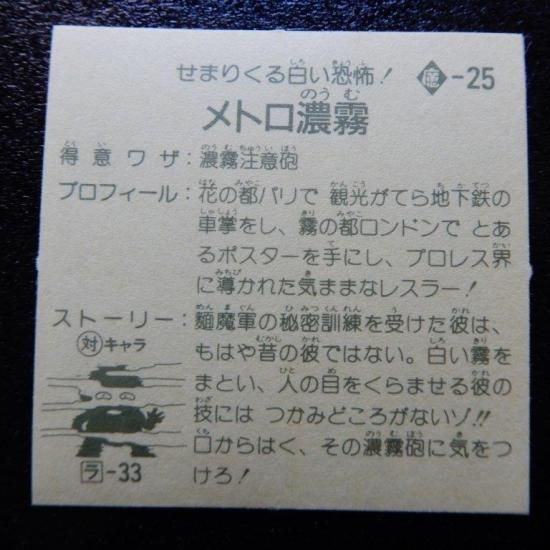 せまりくる白い恐怖! -25
メトロ濃霧
得意ワザ:濃霧注意砲
プロフィール:花の都パリで 観光がてら地下鉄の
車掌をし、霧の都ロンドンで とあ
るポスターを手にし、プロレス界
に導かれた気ままなレスラー!
ストーリー:麺魔軍の秘密訓練を受けた彼は、
対キャラ もはや昔の彼ではない。白い霧を
まとい、人の目をくらませる彼の
技には つかみどころがないゾ!!
口からはく、その濃霧砲に気をつ
ラ-33 けろ!